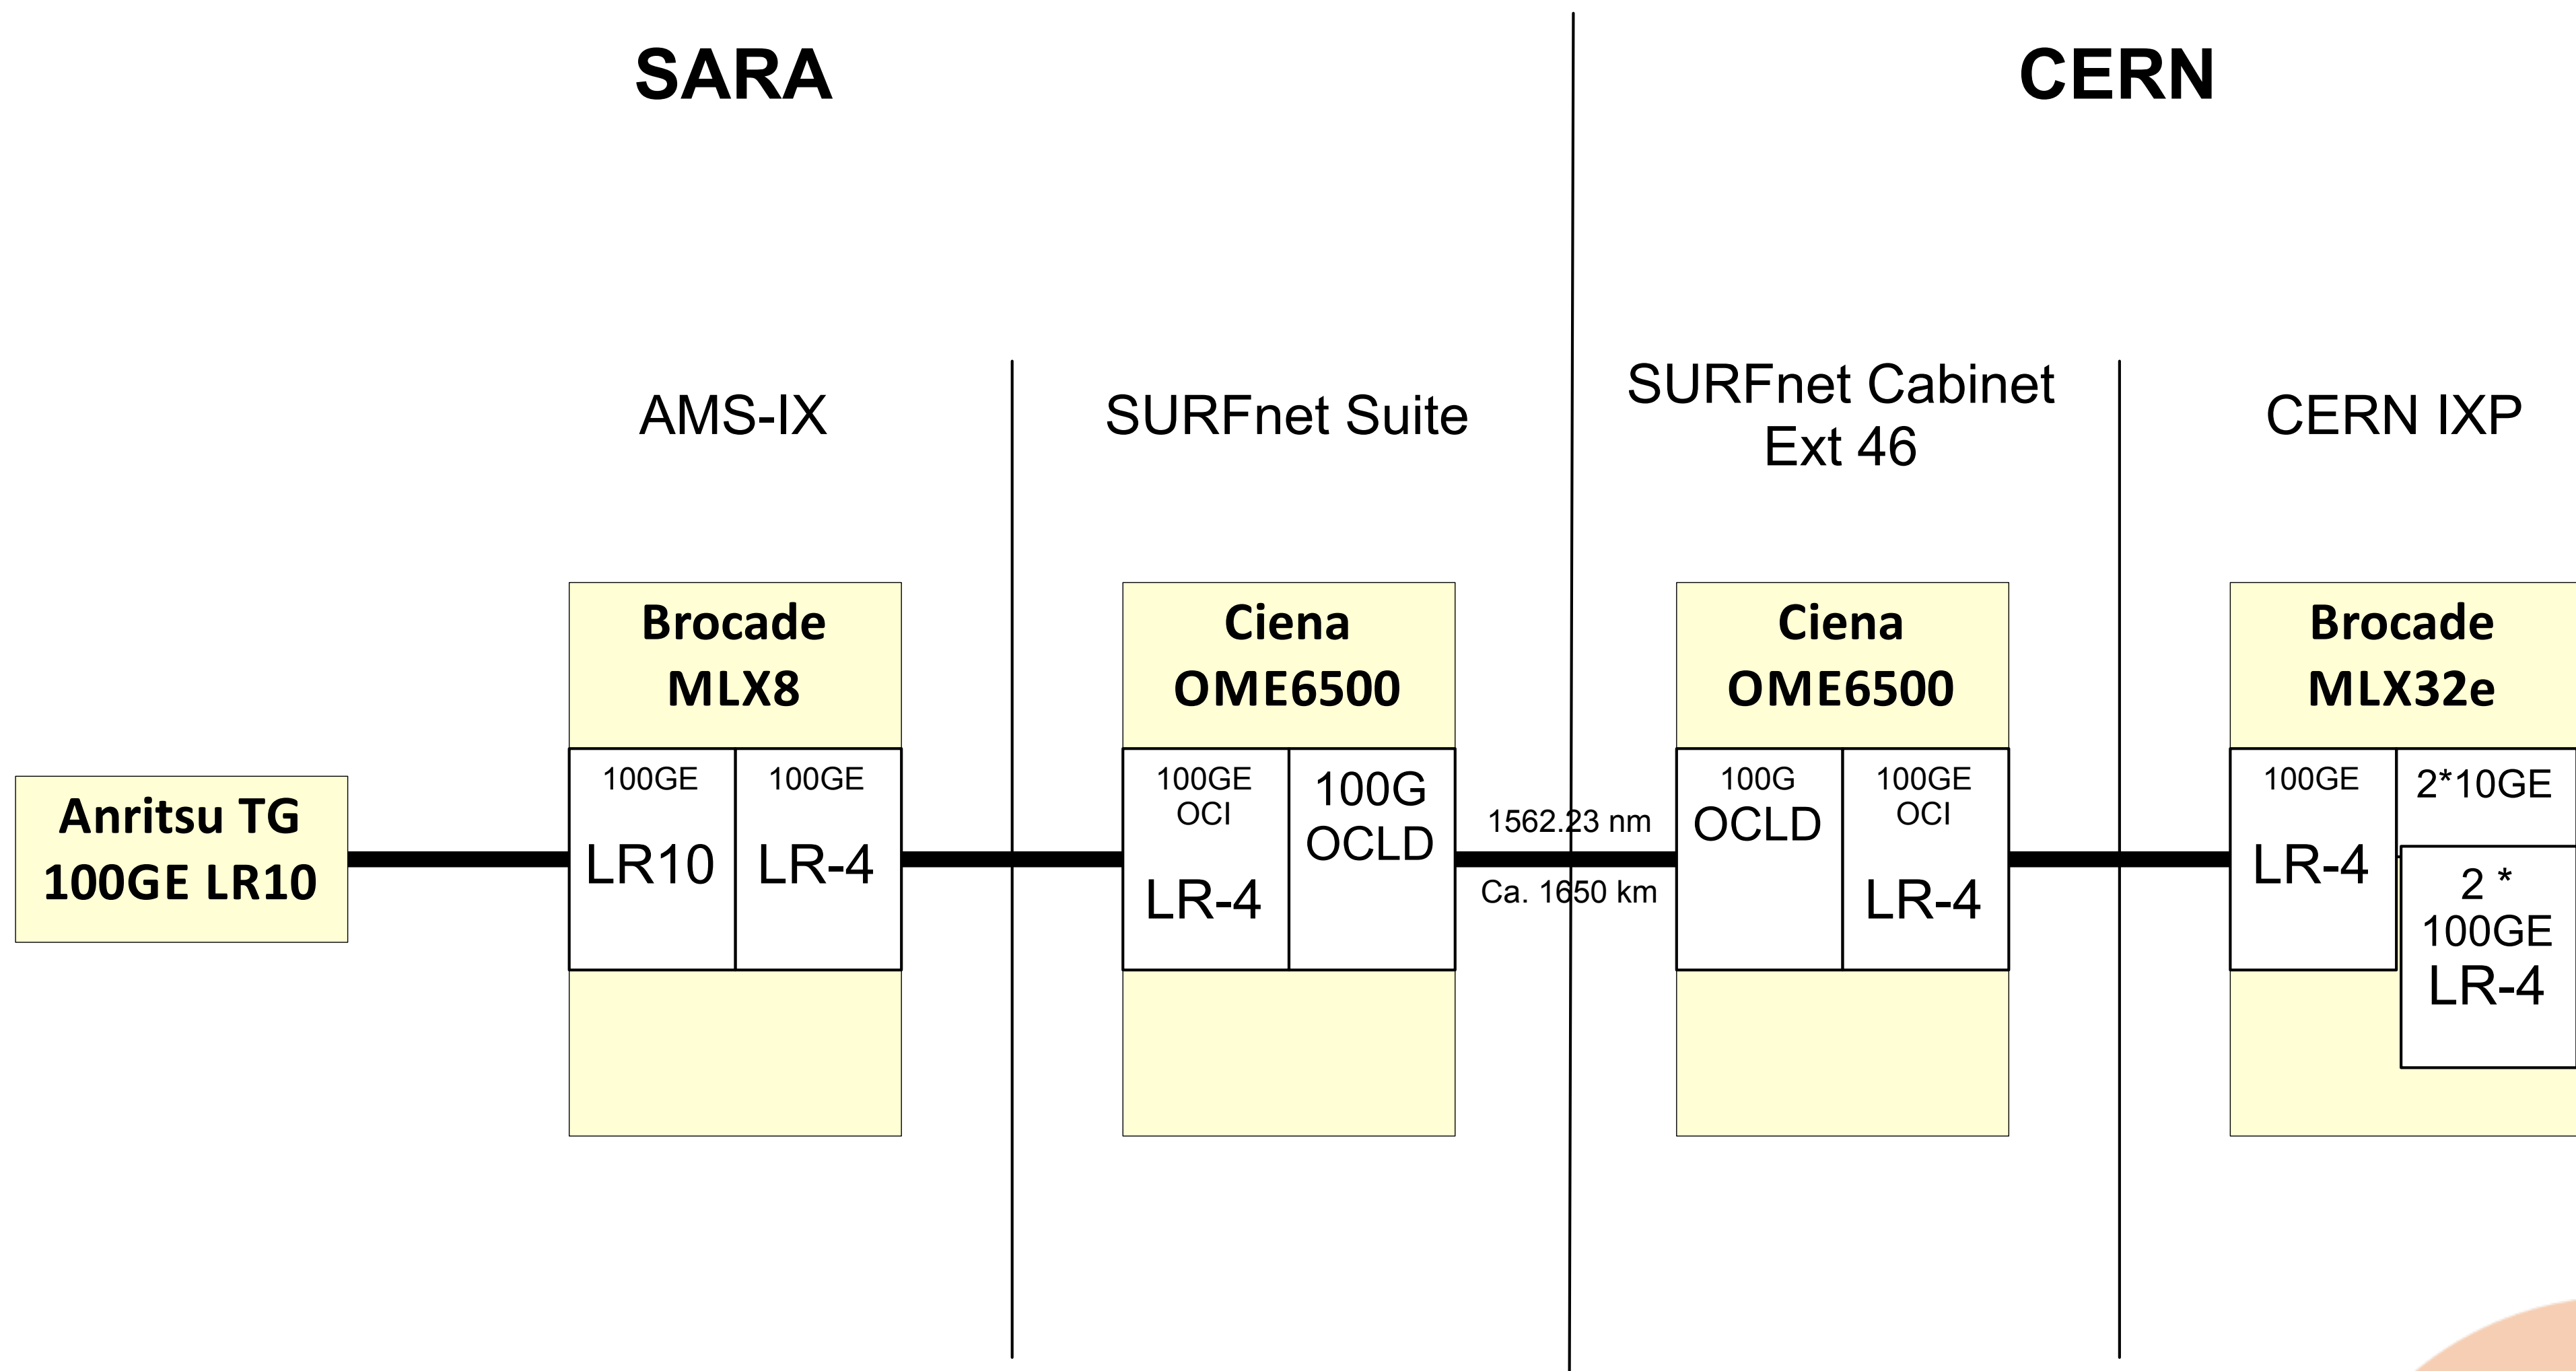 SARA
CERN
AMS-IX
SURFnet Suite
SURFnet Cabinet
Ext 46
CERN IXP
Anritsu TG
100GE LR10
Brocade
MLX8
100GE
LR10
100GE
LR-4
Ciena
OME6500
100GE
OCI
LR-4
100G
OCLD
1562.23 nm
Ca. 1650 km
Ciena
OME6500
100G
OCLD
100GE
OCI
LR-4
Brocade
MLX32e
100GE
LR-4
2*10GE
2 *
100GE
LR-4